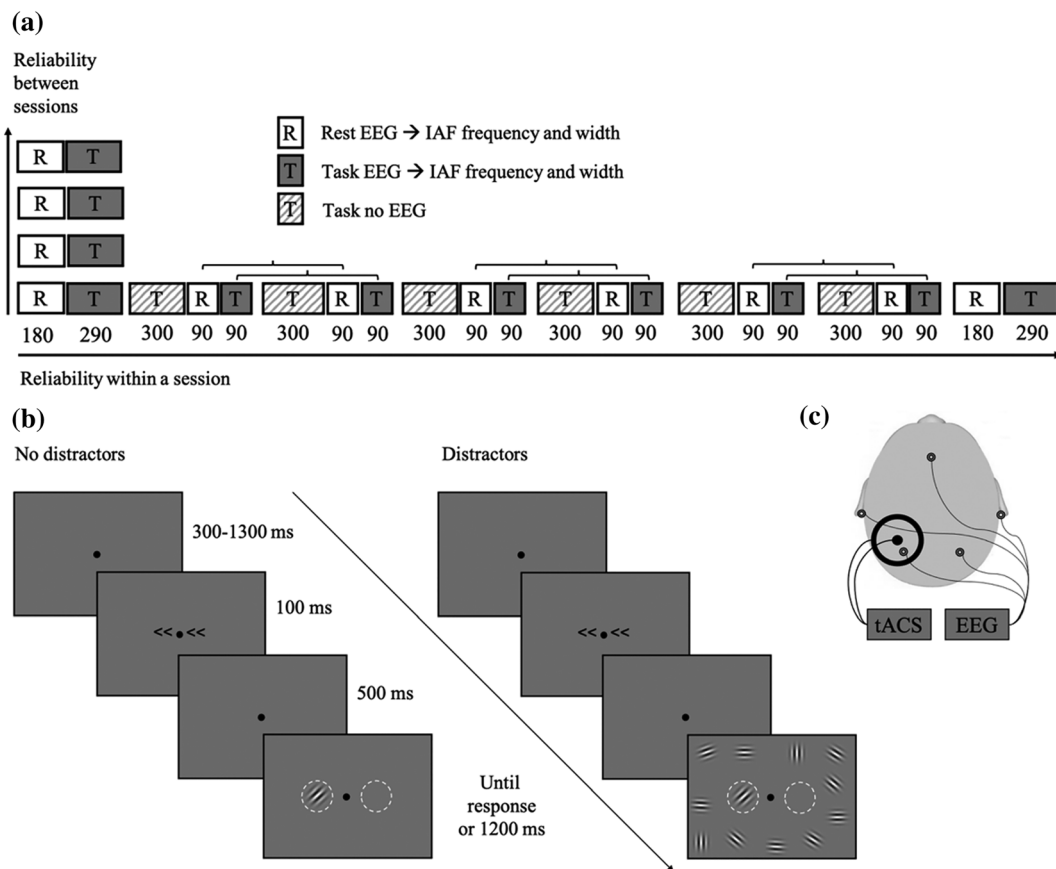 (a)
Reliability
between
sessions
R T
R T
R T
R Rest EEG → IAF frequency and width
T Task EEG → IAF frequency and width
T Task no EEG
R T T R T T R T T R T T R T T R T T R T R T
180 290 300 90 90 300 90 90 300 90 90 300 90 90 300 90 90 300 90 90 180 290
Reliability within a session
(b)
No distractors
300-1300 ms
<< <<
100 ms
500 ms
Until
response
or 1200 ms
Distractors
<< <<
(c)
tACS EEG